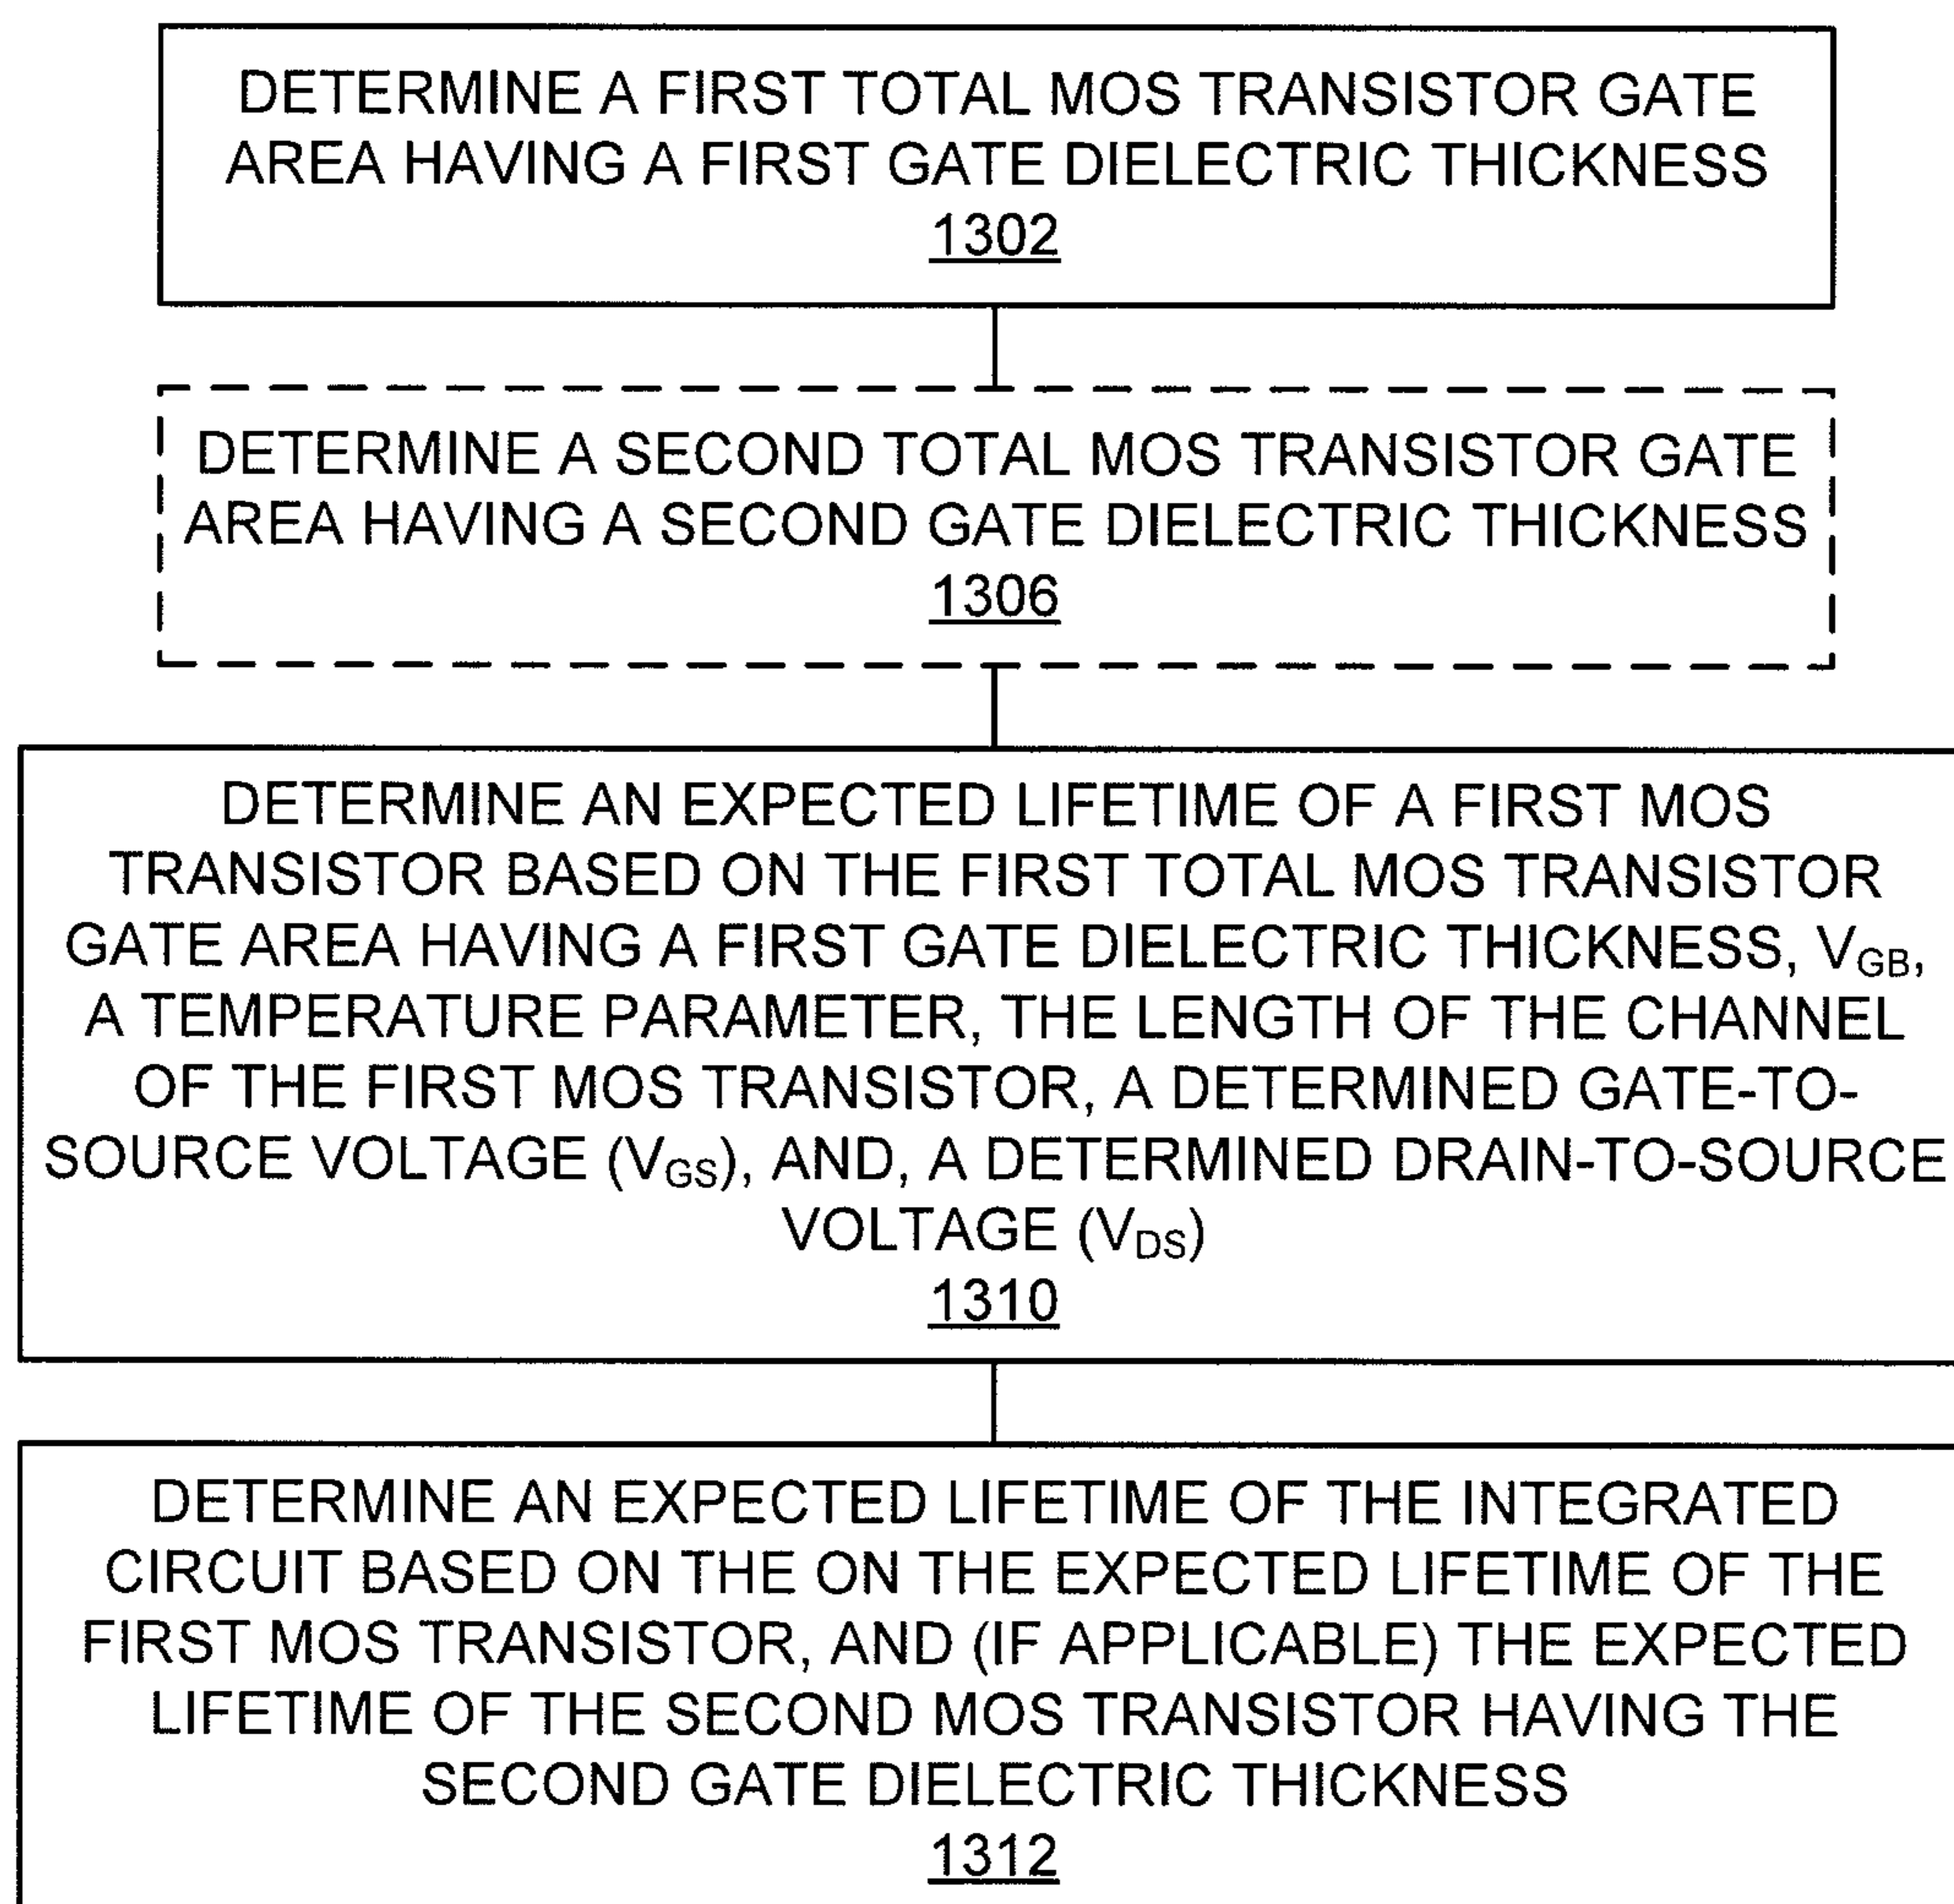 DETERMINE A FIRST TOTAL MOS TRANSISTOR GATE
AREA HAVING A FIRST GATE DIELECTRIC THICKNESS
1302
DETERMINE A SECOND TOTAL MOS TRANSISTOR GATE
AREA HAVING A SECOND GATE DIELECTRIC THICKNESS
1306
DETERMINE AN EXPECTED LIFETIME OF A FIRST MOS
TRANSISTOR BASED ON THE FIRST TOTAL MOS TRANSISTOR
GATE AREA HAVING A FIRST GATE DIELECTRIC THICKNESS, VGB,
A TEMPERATURE PARAMETER, THE LENGTH OF THE CHANNEL
OF THE FIRST MOS TRANSISTOR, A DETERMINED GATE-TO-
SOURCE VOLTAGE (VGS), AND, A DETERMINED DRAIN-TO-SOURCE
VOLTAGE (VDS)
1310
DETERMINE AN EXPECTED LIFETIME OF THE INTEGRATED
CIRCUIT BASED ON THE ON THE EXPECTED LIFETIME OF THE
FIRST MOS TRANSISTOR, AND (IF APPLICABLE) THE EXPECTED
LIFETIME OF THE SECOND MOS TRANSISTOR HAVING THE
SECOND GATE DIELECTRIC THICKNESS
1312